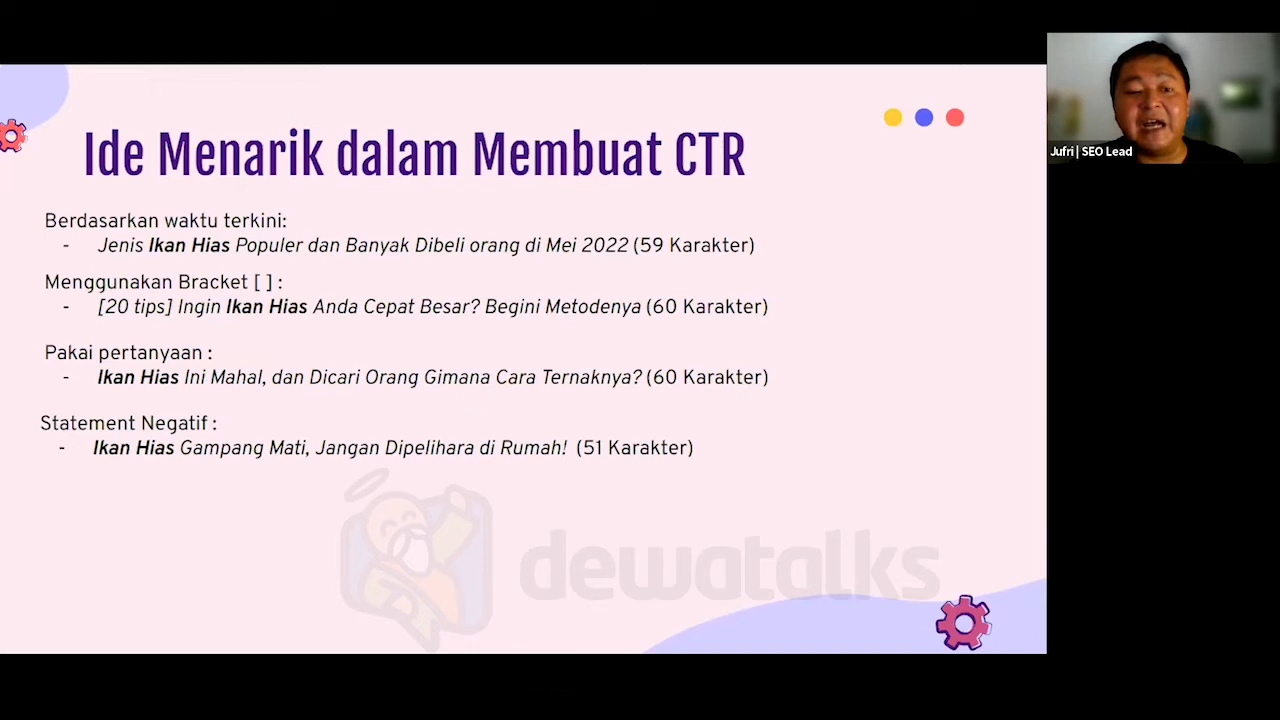 Ide Menarik dalam Membuat CTR
Berdasarkan waktu terkini:
- Jenis Ikan Hias Populer dan Banyak Dibeli orang di Mei 2022 (59 Karakter)
Menggunakan Bracket [ ] :
- [20 tips] Ingin Ikan Hias Anda Cepat Besar? Begini Metodenya (60 Karakter)
Pakai pertanyaan :
- Ikan Hias Ini Mahal, dan Dicari Orang Gimana Cara Ternaknya? (60 Karakter)
Statement Negatif :
- Ikan Hias Gampang Mati, Jangan Dipelihara di Rumah! (51 Karakter)
dewatalks
Jufri | SEO Lead